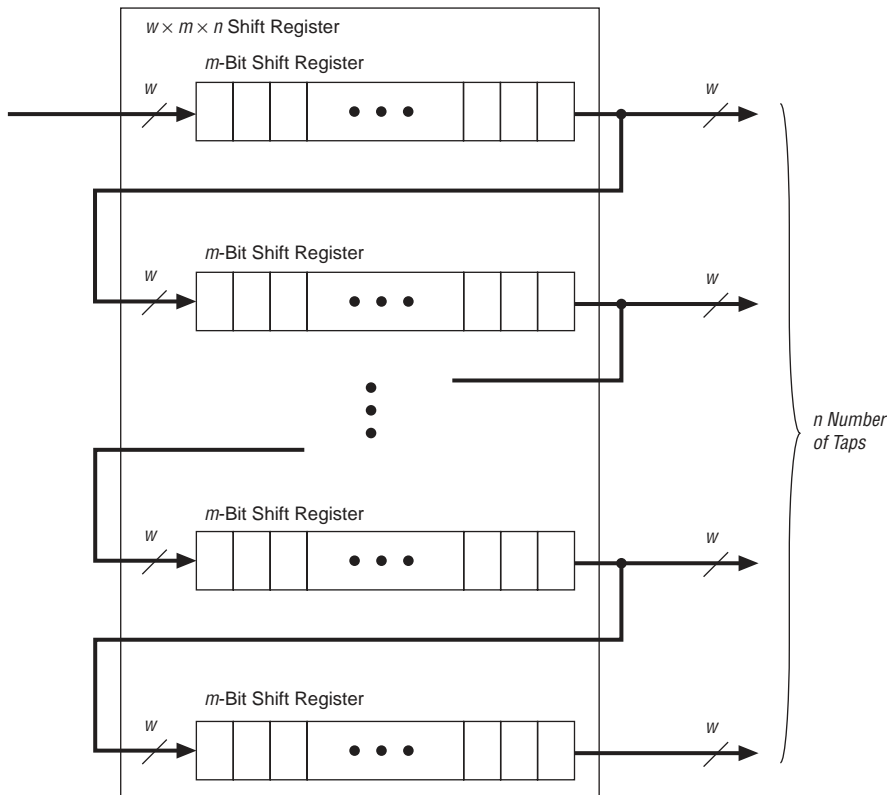 w × m × n Shift Register
m-Bit Shift Register
w
w
m-Bit Shift Register
w
w
n Number
of Taps
m-Bit Shift Register
w
w
m-Bit Shift Register
w
w